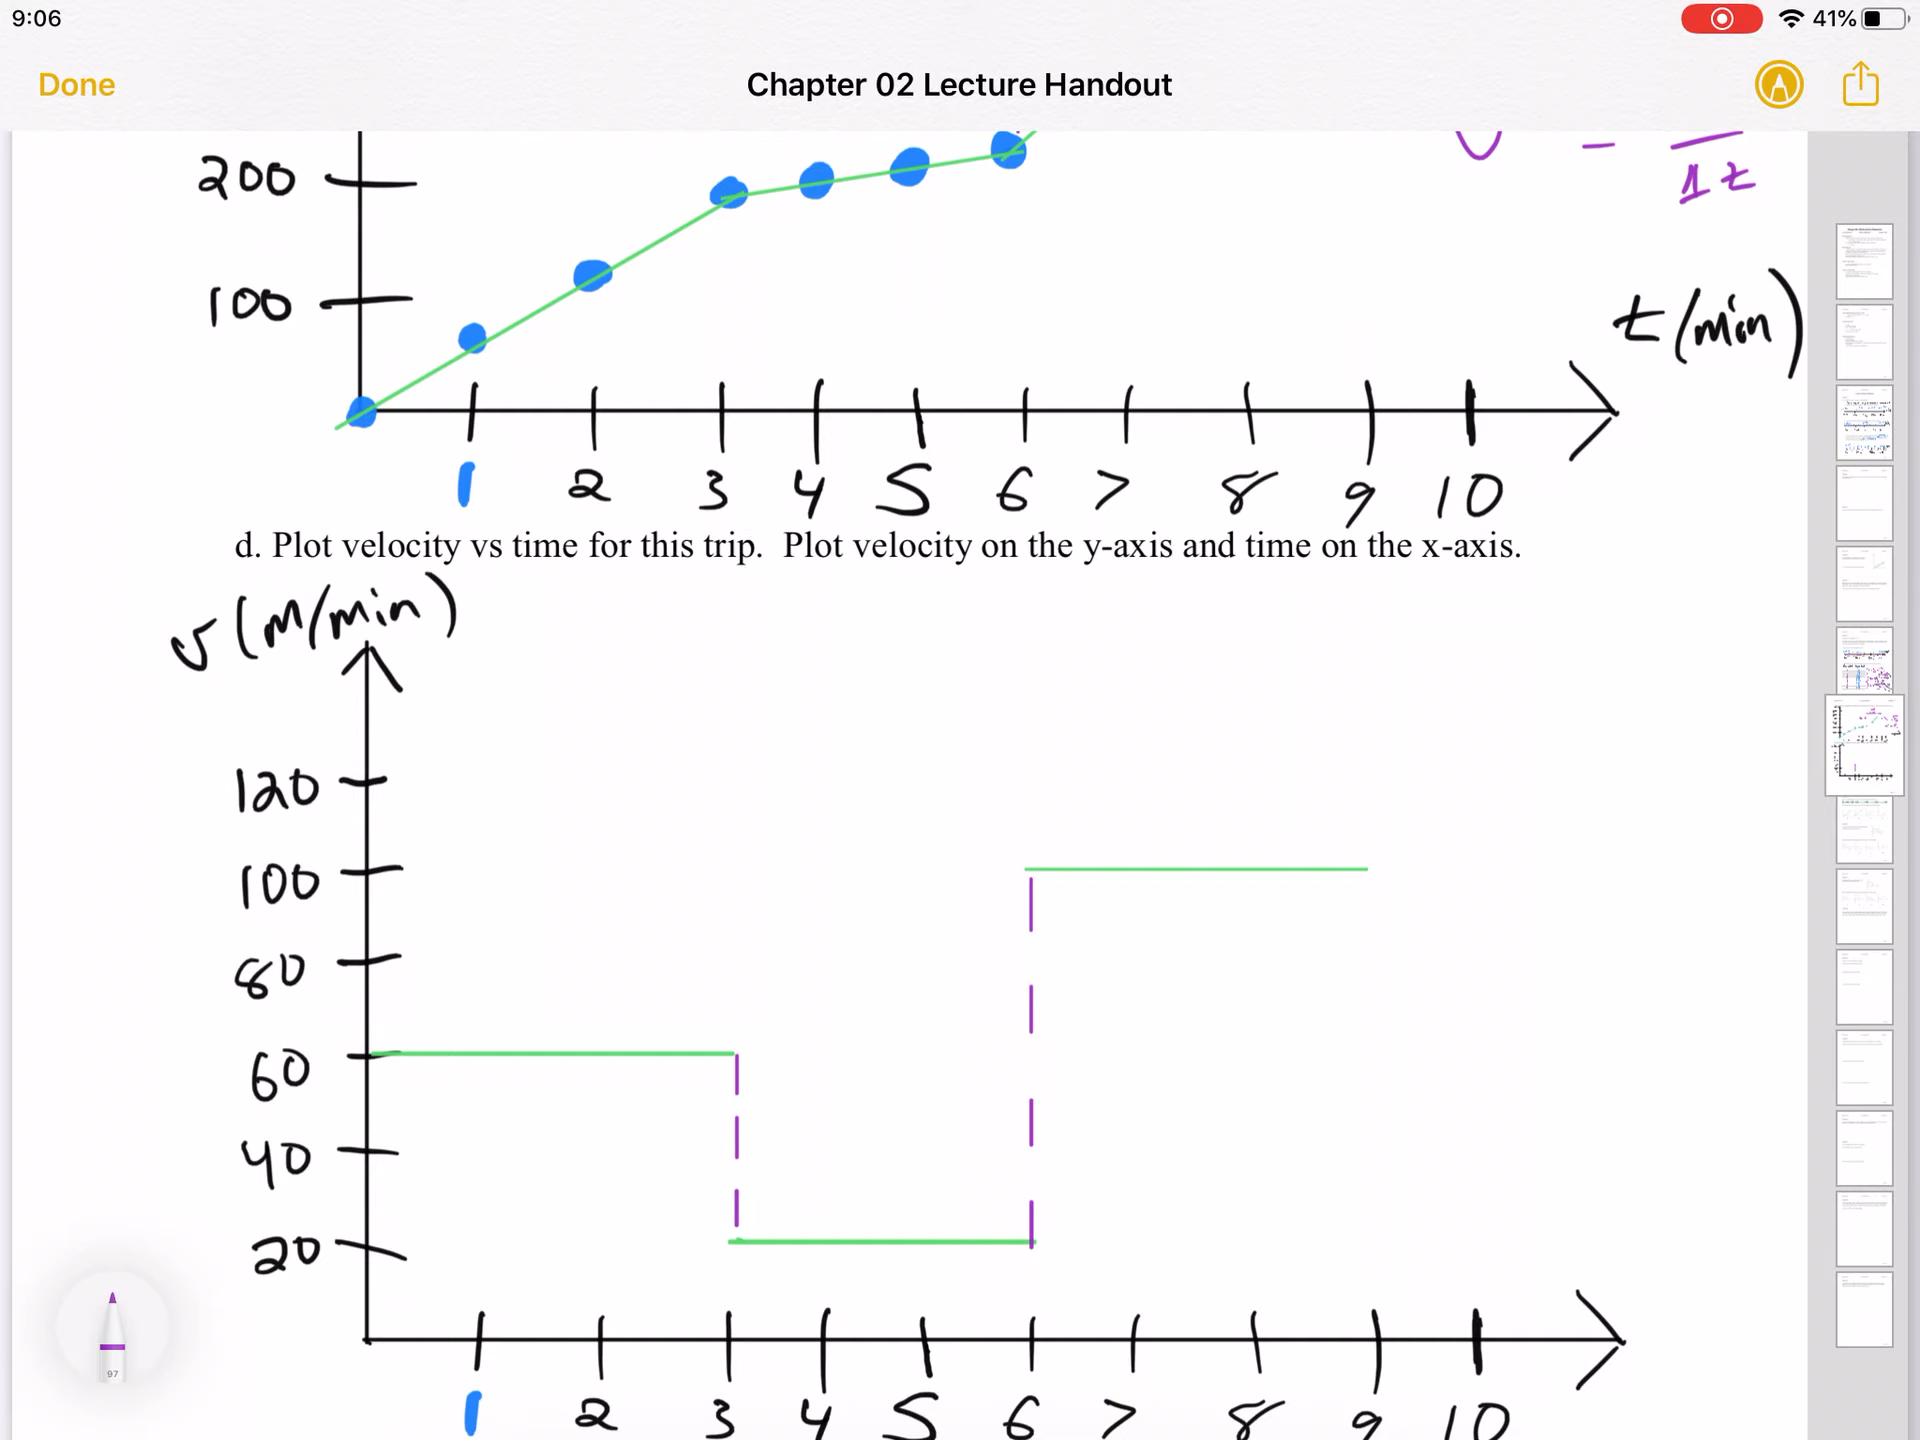 9:06
41%
Done
Chapter 02 Lecture Handout
200
100
1 t
t (min)
1 2 3 4 5 6 7 8 9 10
d. Plot velocity vs time for this trip.  Plot velocity on the y-axis and time on the x-axis.
v (m/min)
120
100
80
60
40
20
97
1 2 3 4 5 6 7 8 9 10